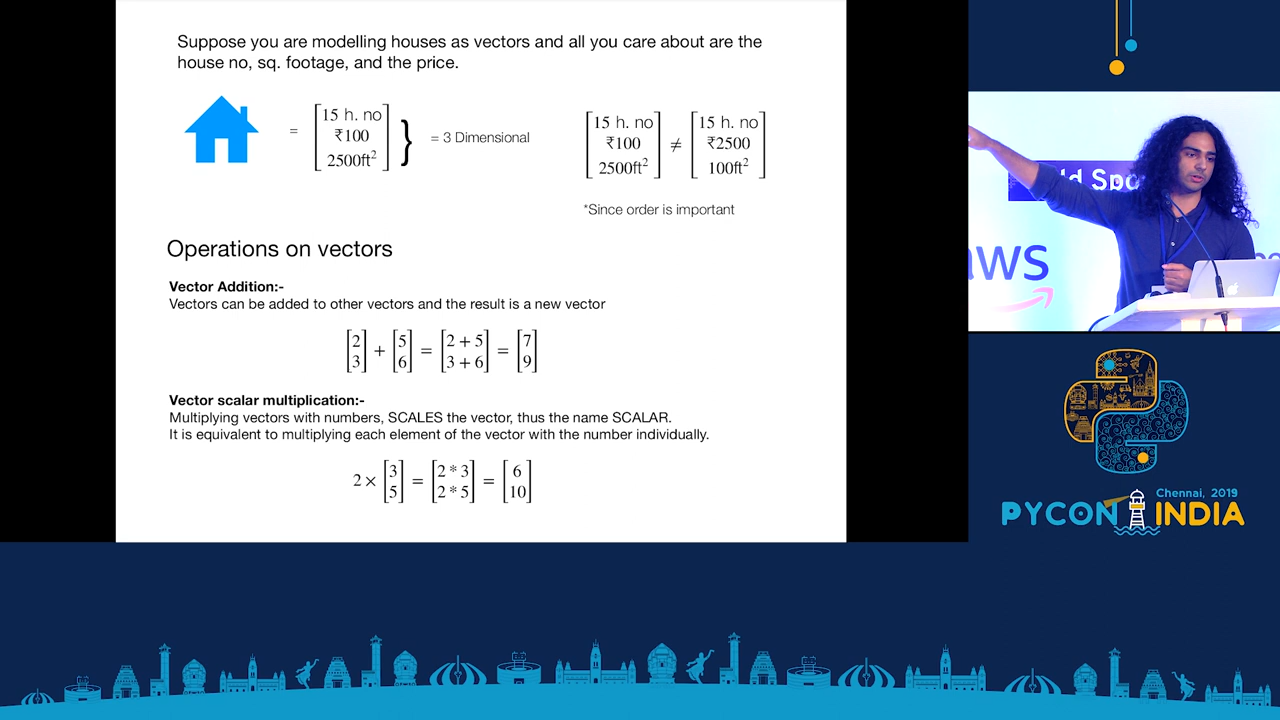 Suppose you are modelling houses as vectors and all you care about are the
house no, sq. footage, and the price.
= [15 h. no ₹100 2500ft²] } = 3 Dimensional
[15 h. no ₹100 2500ft²] ≠ [15 h. no ₹2500 100ft²]
*Since order is important
Operations on vectors
Vector Addition:-
Vectors can be added to other vectors and the result is a new vector
[2 3] + [5 6] = [2 + 5 3 + 6] = [7 9]
Vector scalar multiplication:-
Multiplying vectors with numbers, SCALES the vector, thus the name SCALAR.
It is equivalent to multiplying each element of the vector with the number individually.
2 × [3 5] = [2 * 3 2 * 5] = [6 10]
aws
Chennai, 2019
PYCON INDIA